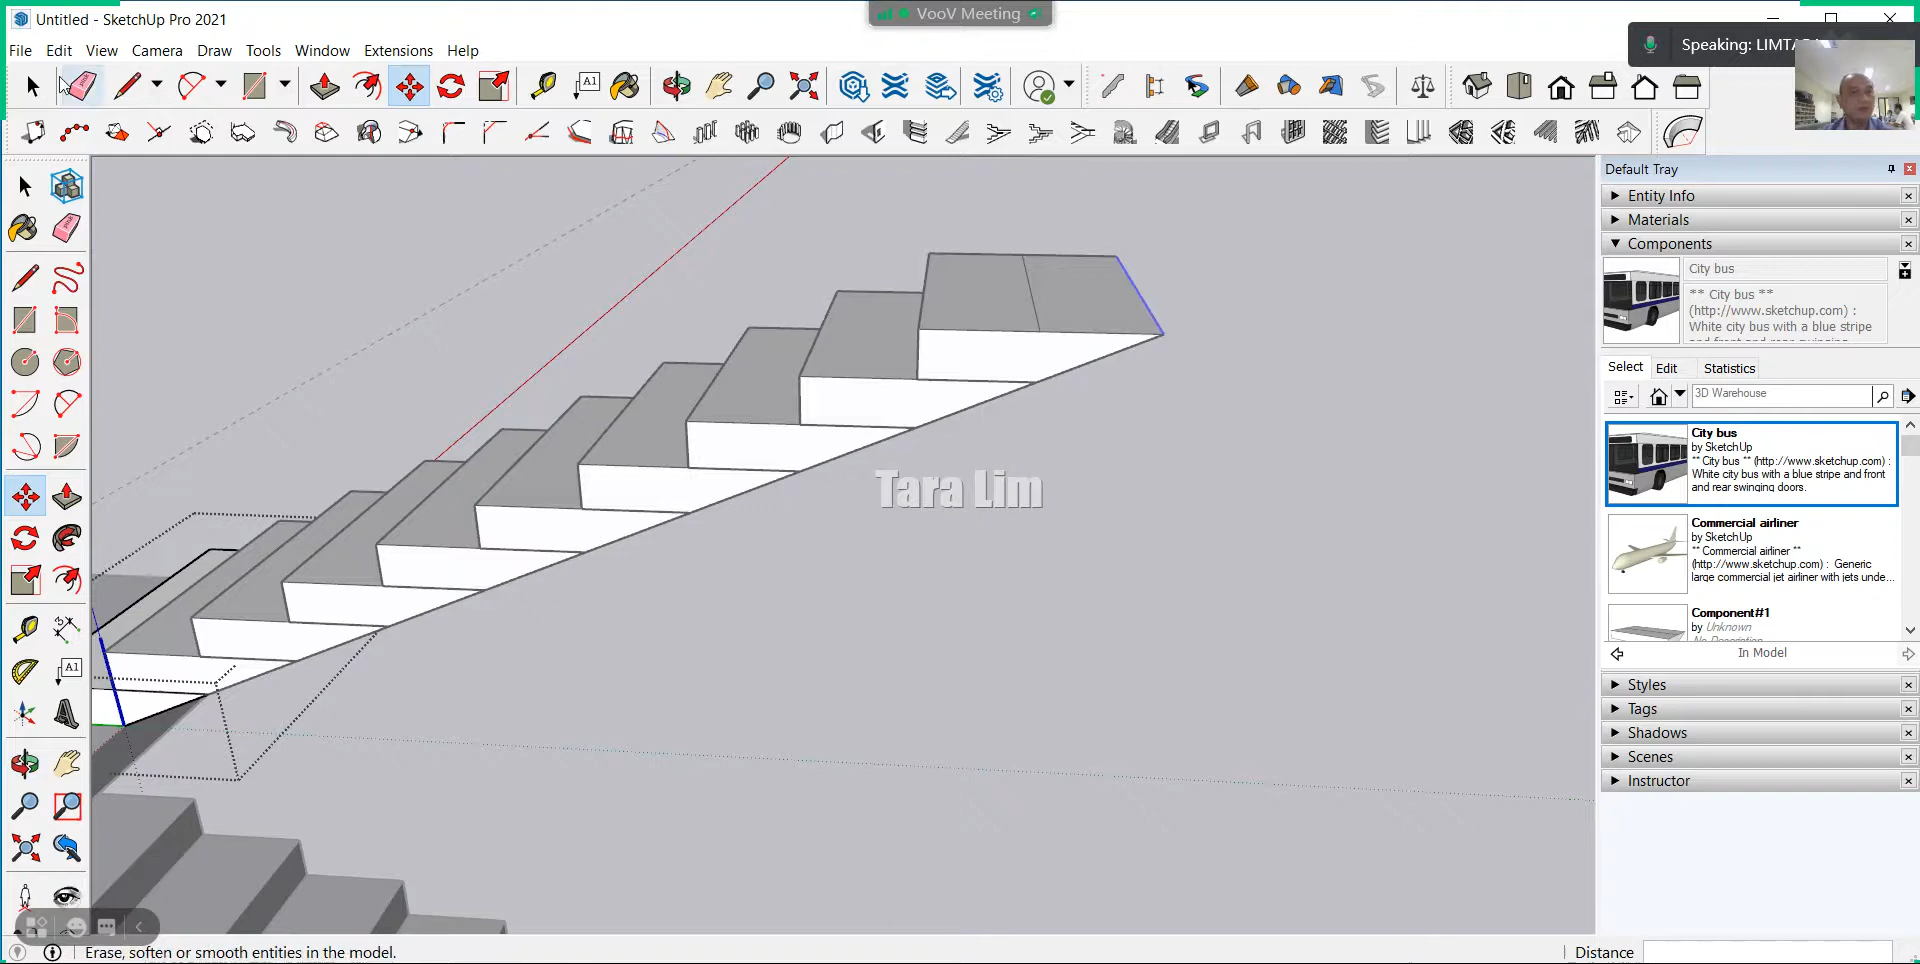 Untitled - SketchUp Pro 2021
VooV Meeting
Speaking: LIMTARA
File Edit View Camera Draw Tools Window Extensions Help
Default Tray
Entity Info
Materials
Components
City bus
** City bus **
(http://www.sketchup.com) :
White city bus with a blue stripe
Select Edit Statistics
3D Warehouse
City bus
by SketchUp
** City bus ** (http://www.sketchup.com) :
White city bus with a blue stripe and front
and rear swinging doors.
Commercial airliner
by SketchUp
** Commercial airliner **
(http://www.sketchup.com) : Generic
large commercial jet airliner with jets unde...
Component#1
by Unknown
In Model
Styles
Tags
Shadows
Scenes
Instructor
Tara Lim
Erase, soften or smooth entities in the model.
Distance